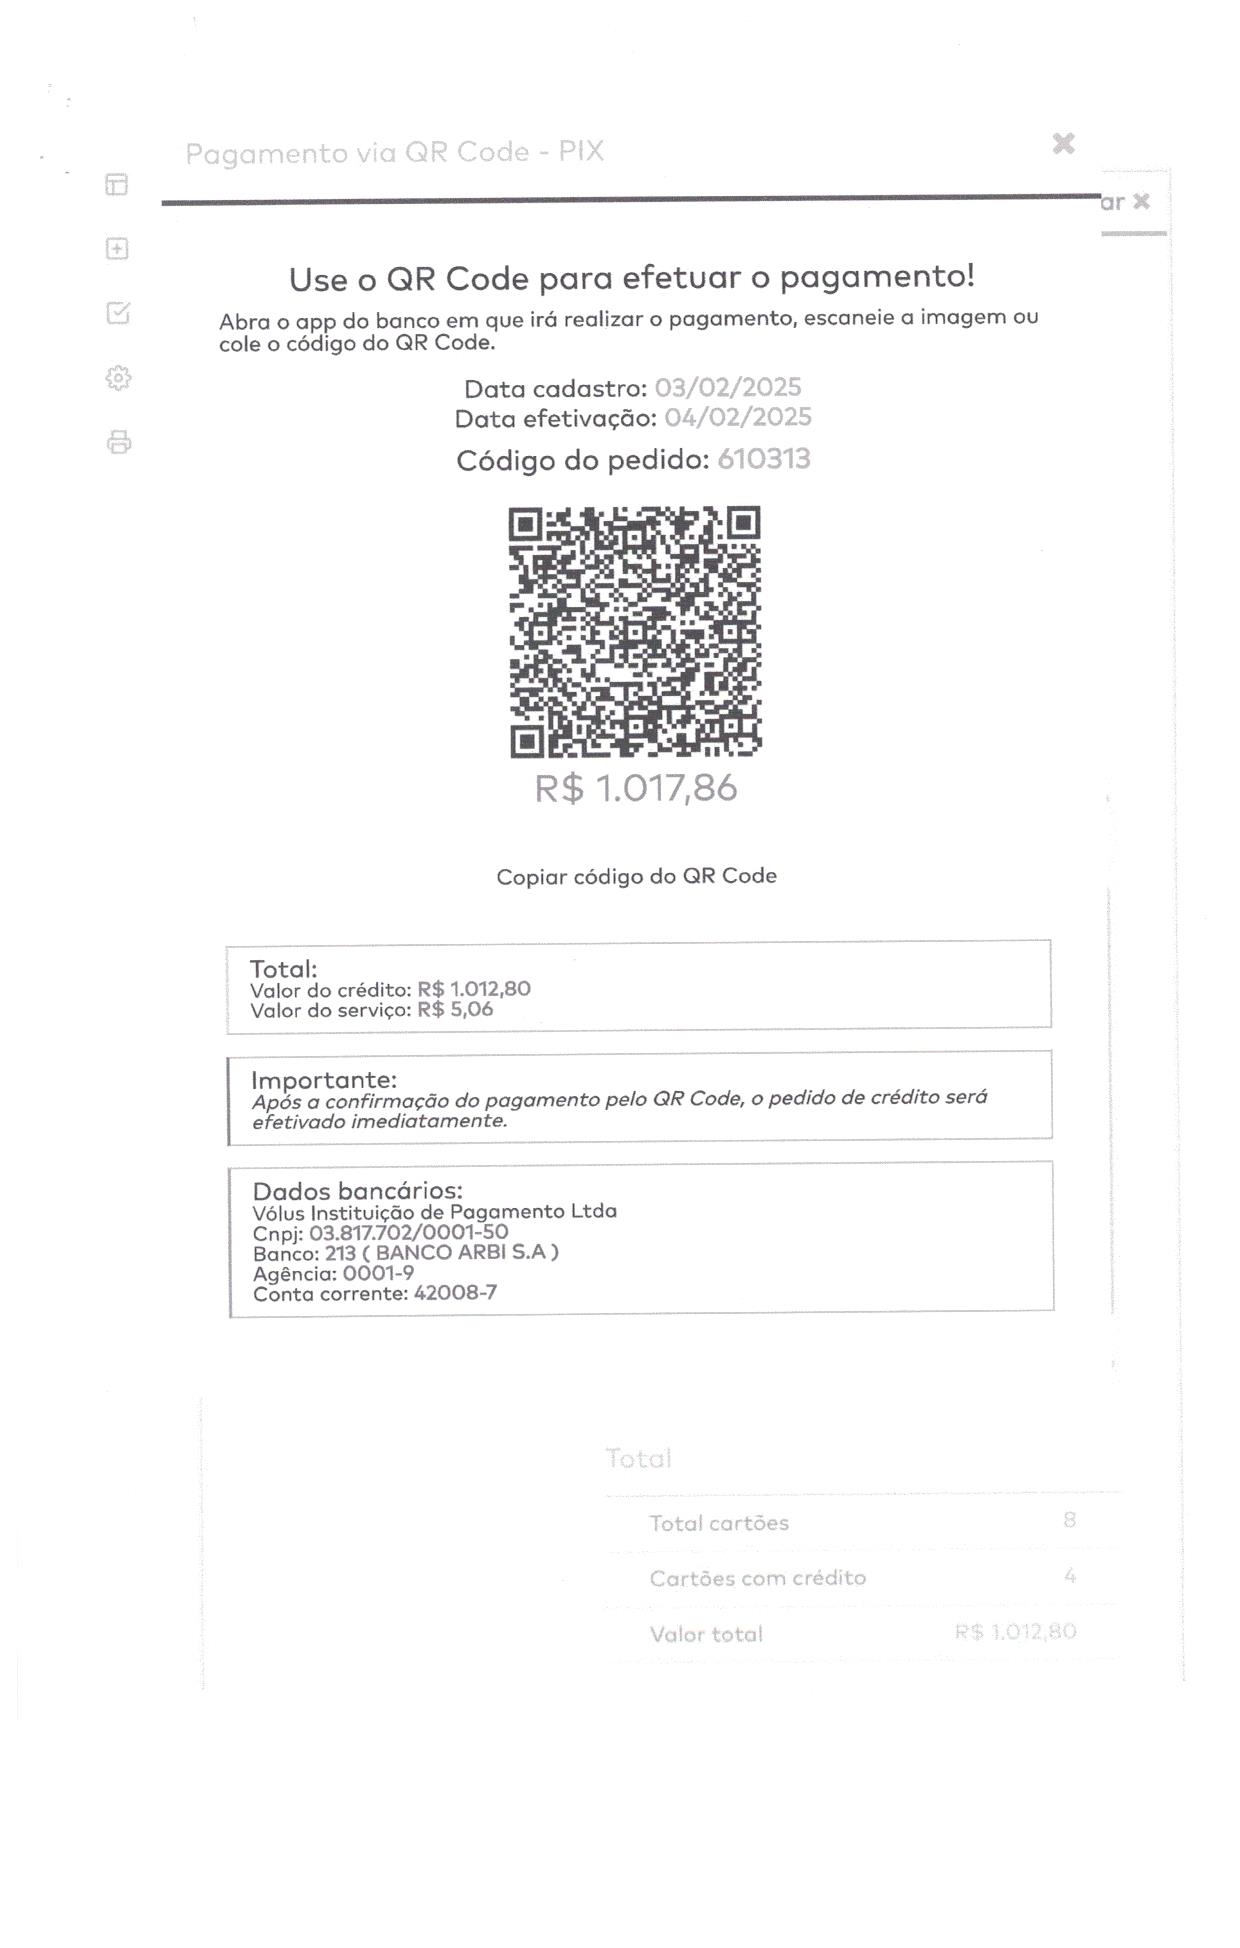 Pagamento via QR Code - PIX
ar
Use o QR Code para efetuar o pagamento!
Abra o app do banco em que irá realizar o pagamento, escaneie a imagem ou
cole o código do QR Code.
Data cadastro: 03/02/2025
Data efetivação: 04/02/2025
Código do pedido: 610313
R$ 1.017,86
Copiar código do QR Code
Total:
Valor do crédito: R$ 1.012,80
Valor do serviço: R$ 5,06
Importante:
Após a confirmação do pagamento pelo QR Code, o pedido de crédito será
efetivado imediatamente.
Dados bancários:
Vólus Instituição de Pagamento Ltda
Cnpj: 03.817.702/0001-50
Banco: 213 ( BANCO ARBI S.A )
Agência: 0001-9
Conta corrente: 42008-7
Total
Total cartões 8
Cartões com crédito 4
Valor total R$ 1.012,80